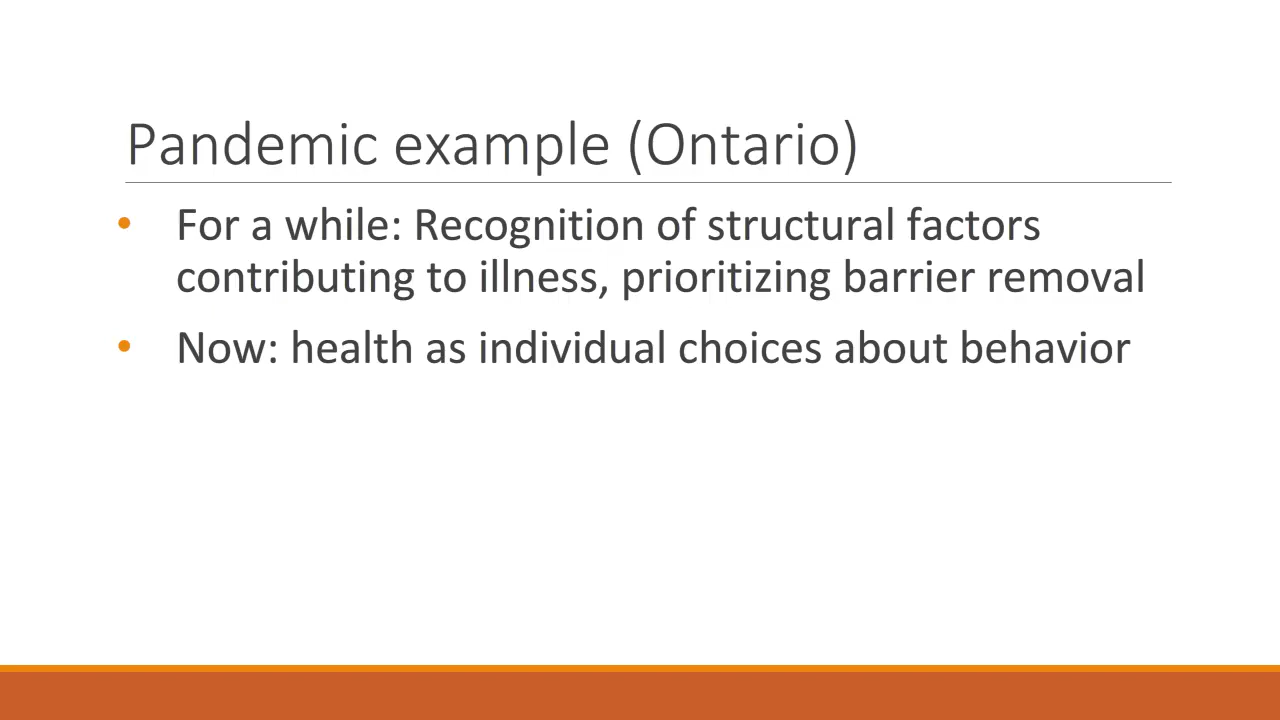 Pandemic example (Ontario)
• For a while: Recognition of structural factors
contributing to illness, prioritizing barrier removal
• Now: health as individual choices about behavior